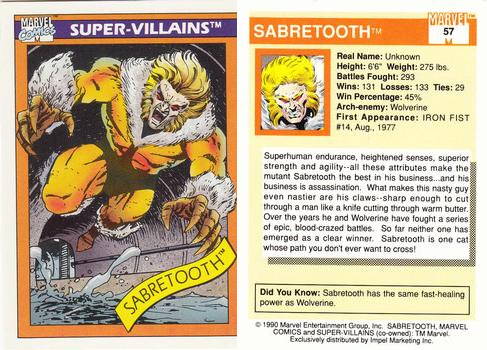 MARVEL
COMICS
SUPER-VILLAINS™
SABRETOOTH™
SABRETOOTH™
MARVEL™
57
Real Name: Unknown
Height: 6'6" Weight: 275 lbs.
Battles Fought: 293
Wins: 131 Losses: 133 Ties: 29
Win Percentage: 45%
Arch-enemy: Wolverine
First Appearance: IRON FIST
#14, Aug., 1977
Superhuman endurance, heightened senses, superior
strength and agility--all these attributes make the
mutant Sabretooth the best in his business...and his
business is assassination. What makes this nasty guy
even nastier are his claws--sharp enough to cut
through a man like a knife cutting through warm butter.
Over the years he and Wolverine have fought a series
of epic, blood-crazed battles. So far neither one has
emerged as a clear winner. Sabretooth is one cat
whose path you don't ever want to cross!
Did You Know: Sabretooth has the same fast-healing
power as Wolverine.
© 1990 Marvel Entertainment Group, Inc. SABRETOOTH, MARVEL
COMICS and SUPER-VILLAINS (co-owned): TM Marvel.
Exclusively distributed by Impel Marketing Inc.